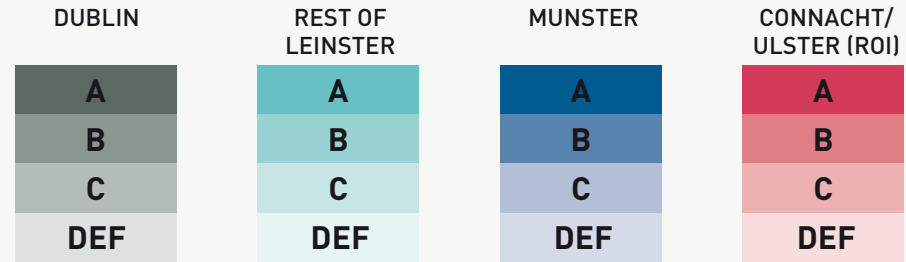 DUBLIN
A
B
C
DEF
REST OF
LEINSTER
A
B
C
DEF
MUNSTER
A
B
C
DEF
CONNACHT/
ULSTER (ROI)
A
B
C
DEF